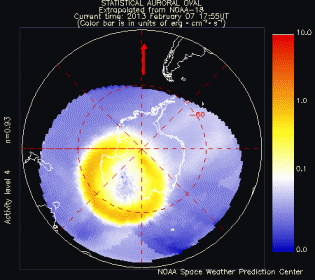 STATISTICAL AURORAL OVAL
Extrapolated from NOAA-18
Current time: 2013 February 07 17:55UT
(Color bar is in units of erg · cm⁻² · s⁻¹)
10.0
1.0
0.1
0.0
-60
n=0.93
Activity level 4
NOAA Space Weather Prediction Center